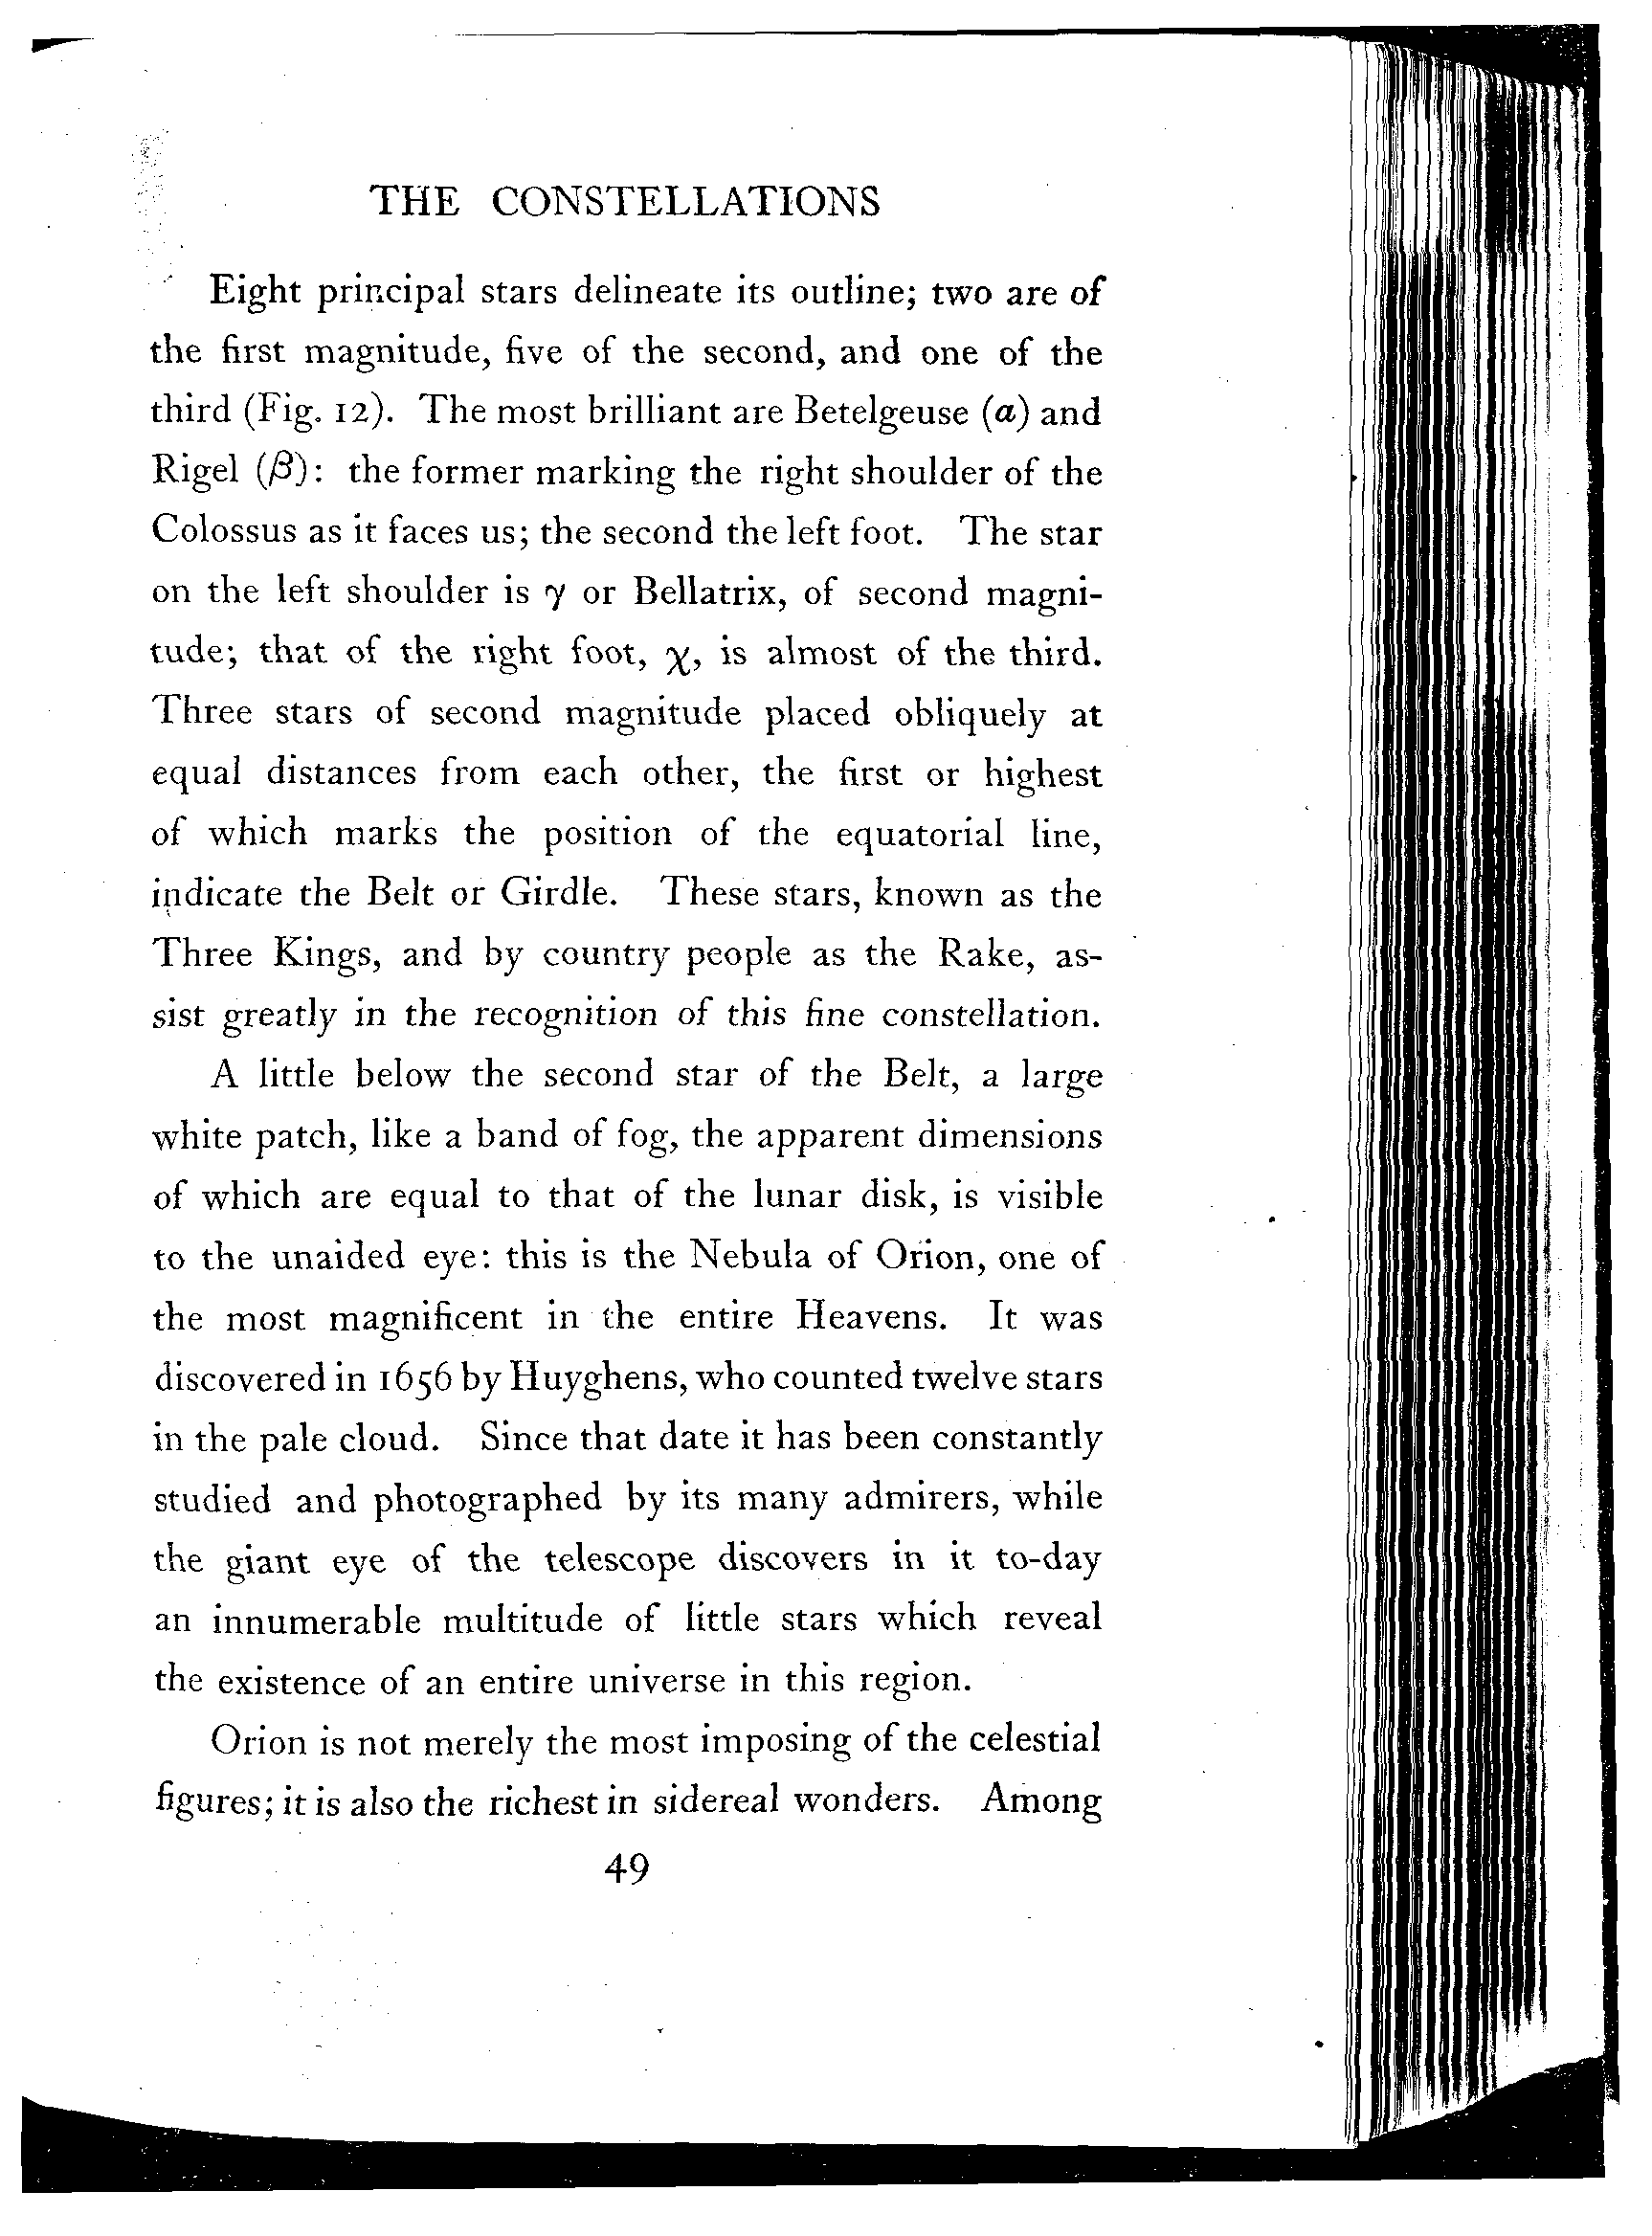 THE CONSTELLATIONS
Eight principal stars delineate its outline; two are of
the first magnitude, five of the second, and one of the
third (Fig. 12). The most brilliant are Betelgeuse (α) and
Rigel (β): the former marking the right shoulder of the
Colossus as it faces us; the second the left foot. The star
on the left shoulder is γ or Bellatrix, of second magni-
tude; that of the right foot, χ, is almost of the third.
Three stars of second magnitude placed obliquely at
equal distances from each other, the first or highest
of which marks the position of the equatorial line,
indicate the Belt or Girdle. These stars, known as the
Three Kings, and by country people as the Rake, as-
sist greatly in the recognition of this fine constellation.
A little below the second star of the Belt, a large
white patch, like a band of fog, the apparent dimensions
of which are equal to that of the lunar disk, is visible
to the unaided eye: this is the Nebula of Orion, one of
the most magnificent in the entire Heavens. It was
discovered in 1656 by Huyghens, who counted twelve stars
in the pale cloud. Since that date it has been constantly
studied and photographed by its many admirers, while
the giant eye of the telescope discovers in it to-day
an innumerable multitude of little stars which reveal
the existence of an entire universe in this region.
Orion is not merely the most imposing of the celestial
figures; it is also the richest in sidereal wonders. Among
49